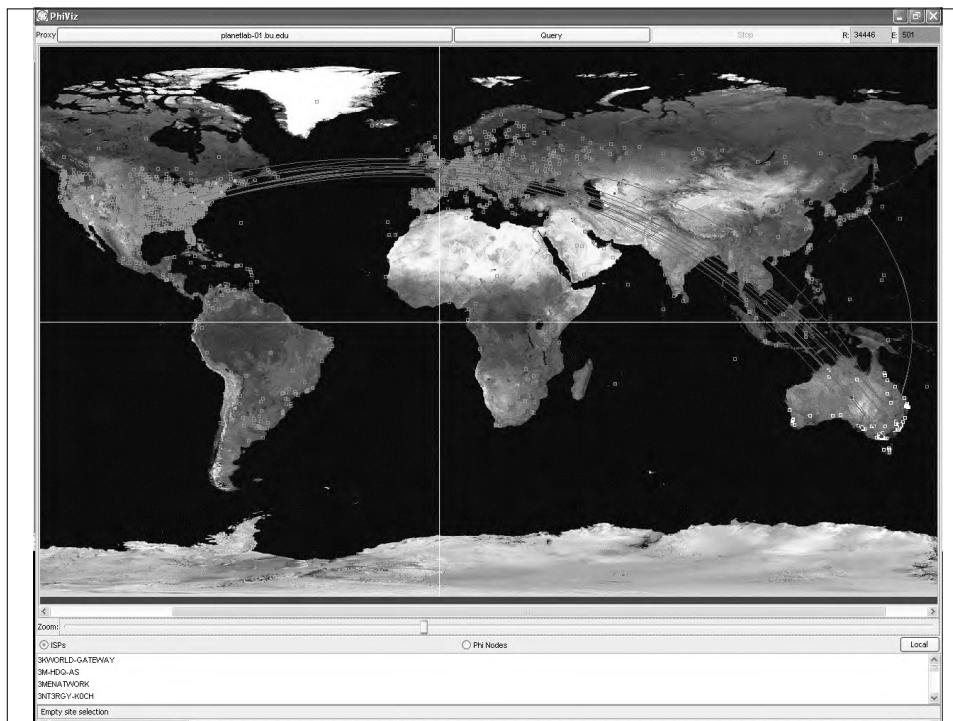 PhiViz
Proxy planetlab-01.bu.edu Query Stop R: 34446 E: 501
Zoom:
ISPs Phi Nodes Local
3KWORLD-GATEWAY
3M-HDQ-AS
3MENATWORK
3NT3RGY-K0CH
Empty site selection